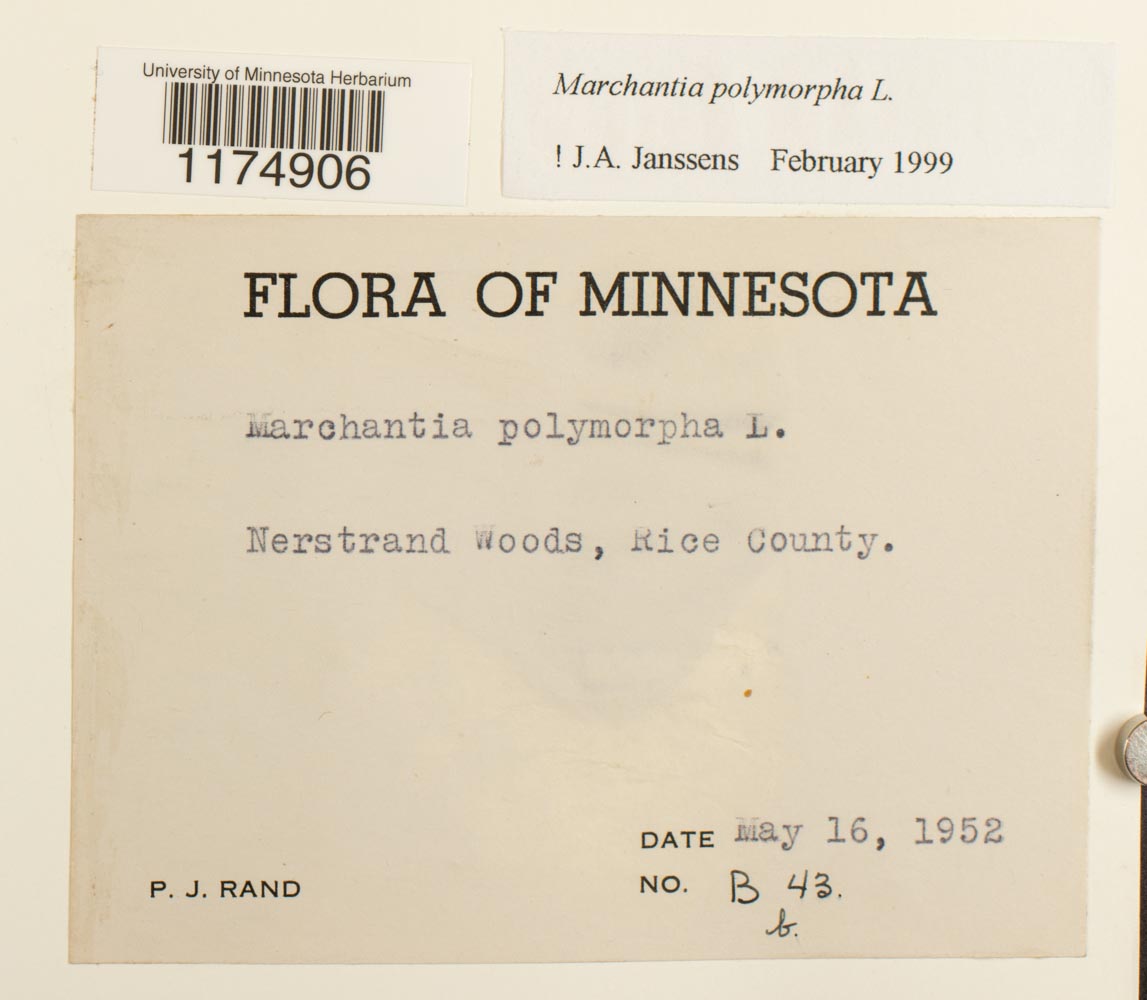 University of Minnesota Herbarium
1174906
Marchantia polymorpha L.
! J.A. Janssens February 1999
FLORA OF MINNESOTA
Marchantia polymorpha L.
Nerstrand Woods, Rice County.
DATE May 16, 1952
P. J. RAND
NO. B 43.
b.